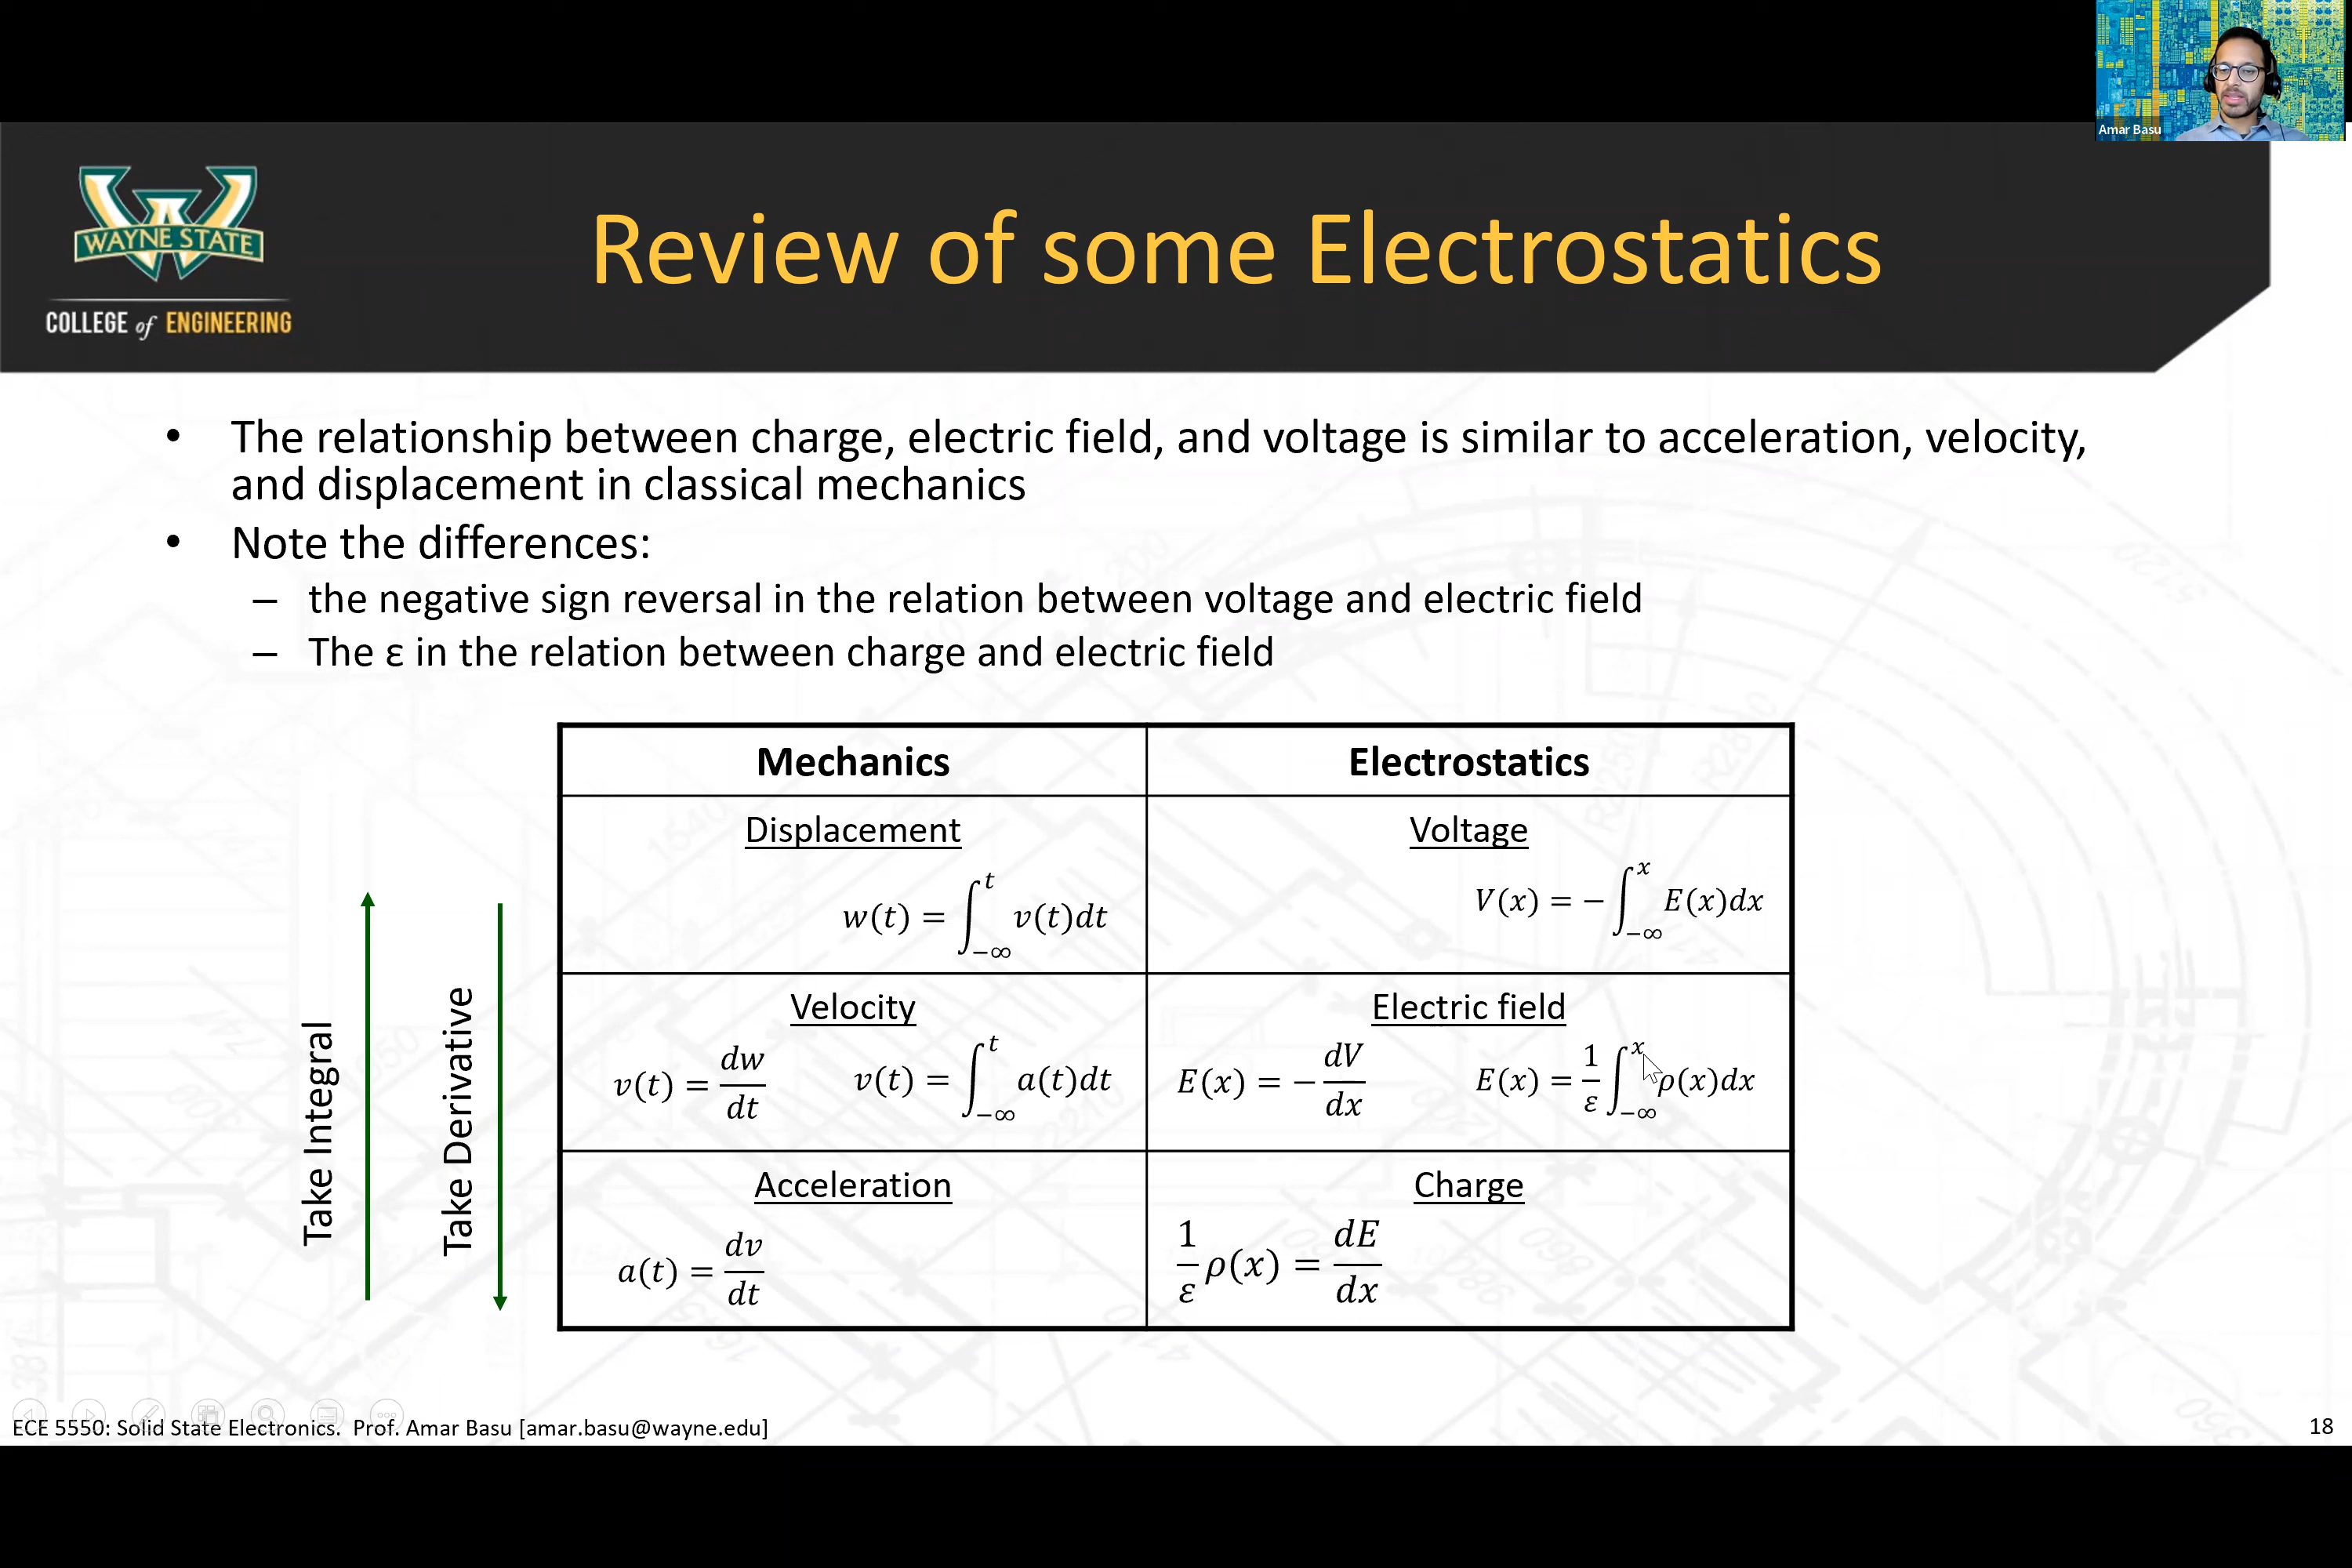 Amar Basu
WAYNE STATE
COLLEGE of ENGINEERING
Review of some Electrostatics
• The relationship between charge, electric field, and voltage is similar to acceleration, velocity,
and displacement in classical mechanics
• Note the differences:
– the negative sign reversal in the relation between voltage and electric field
– The ε in the relation between charge and electric field
Take Integral
Take Derivative
Mechanics Electrostatics
Displacement Voltage
w(t) = ∫_{−∞}^{t} v(t)dt V(x) = − ∫_{−∞}^{x} E(x)dx
Velocity Electric field
v(t) = dw/dt v(t) = ∫_{−∞}^{t} a(t)dt E(x) = − dV/dx E(x) = 1/ε ∫_{−∞}^{x} ρ(x)dx
Acceleration Charge
a(t) = dv/dt 1/ε ρ(x) = dE/dx
ECE 5550: Solid State Electronics. Prof. Amar Basu [amar.basu@wayne.edu]
18